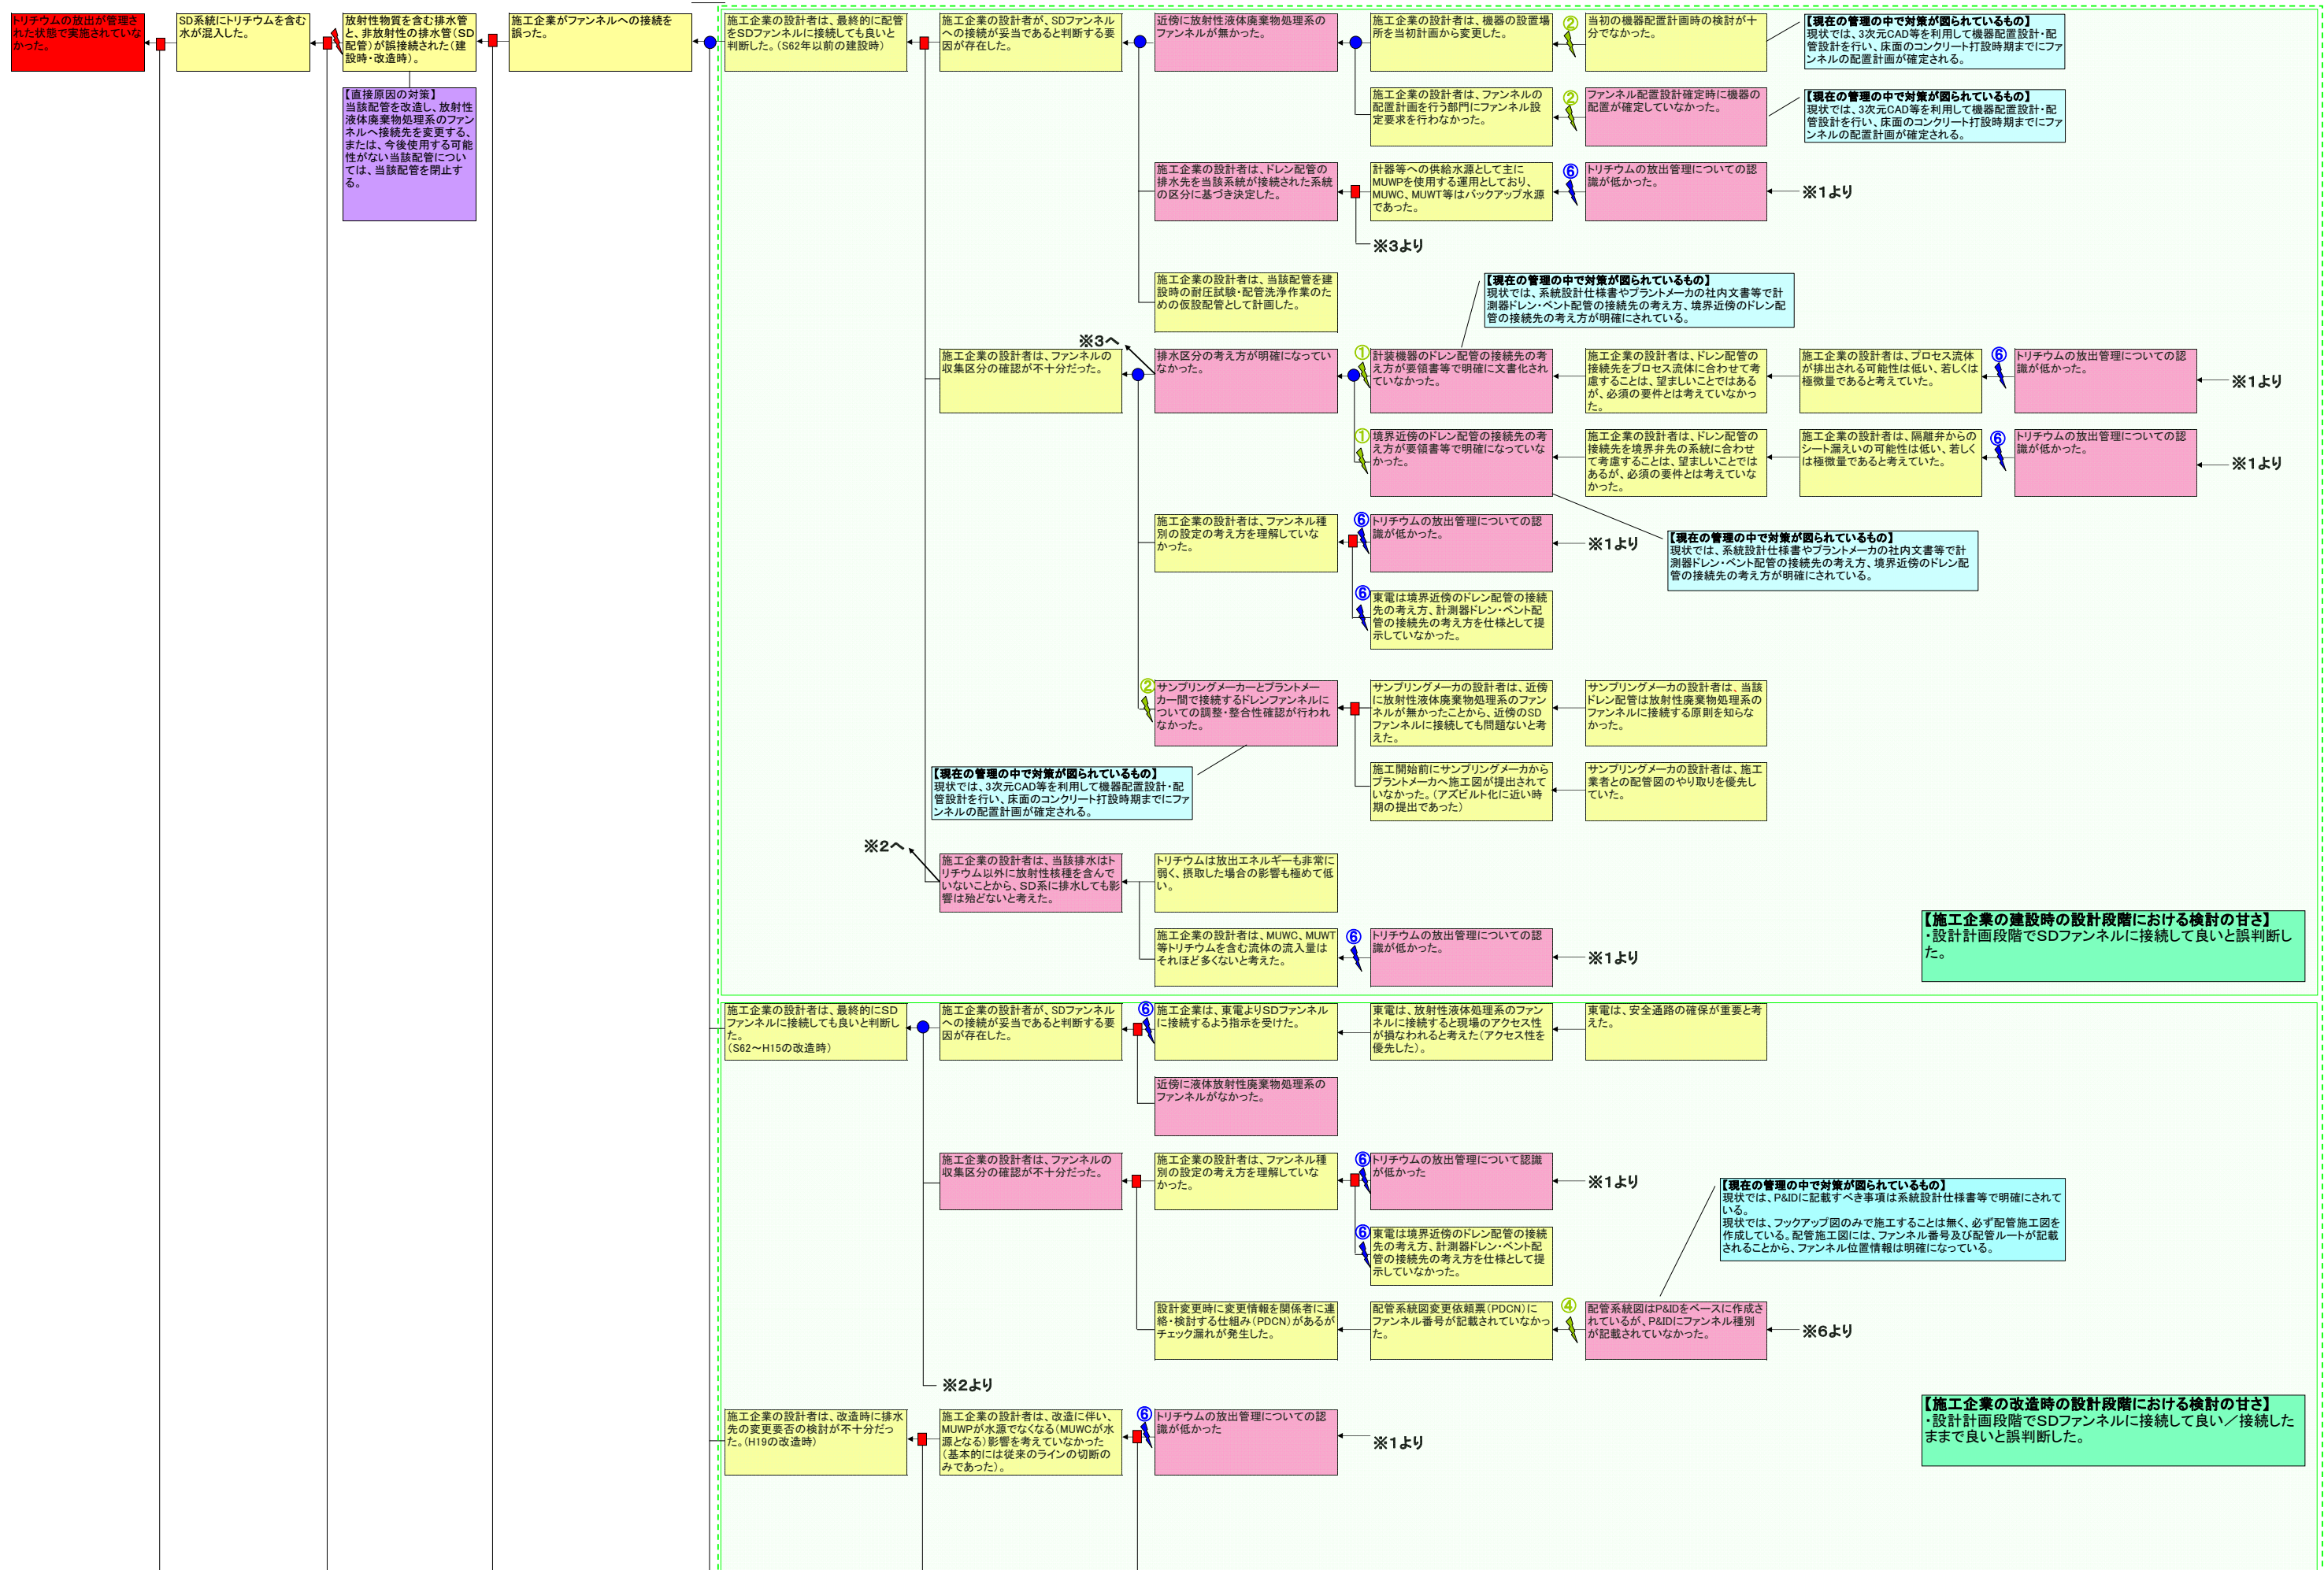 トリチウムの放出が管理さ
れた状態で実施されていな
かった。
SD系統にトリチウムを含む
水が混入した。
放射性物質を含む排水管
と、非放射性の排水管（SD
配管）が誤接続された（建
設時・改造時）。
【直接原因の対策】
当該配管を改造し、放射性
液体廃棄物処理系のファン
ネルへ接続先を変更する、
または、今後使用する可能
性がない当該配管につい
ては、当該配管を閉止す
る。
施工企業がファンネルへの接続を
誤った。
施工企業の設計者は、最終的に配管
をSDファンネルに接続しても良いと
判断した。（S62年以前の建設時）
施工企業の設計者が、SDファンネル
への接続が妥当であると判断する要
因が存在した。
近傍に放射性液体廃棄物処理系の
ファンネルが無かった。
施工企業の設計者は、機器の設置場
所を当初計画から変更した。
②
当初の機器配置計画時の検討が十
分でなかった。
【現在の管理の中で対策が図られているもの】
現状では、3次元CAD等を利用して機器配置設計・配
管設計を行い、床面のコンクリート打設時期までにファ
ンネルの配置計画が確定される。
施工企業の設計者は、ファンネルの
配置計画を行う部門にファンネル設
定要求を行わなかった。
②
ファンネル配置設計確定時に機器の
配置が確定していなかった。
【現在の管理の中で対策が図られているもの】
現状では、3次元CAD等を利用して機器配置設計・配
管設計を行い、床面のコンクリート打設時期までにファ
ンネルの配置計画が確定される。
施工企業の設計者は、ドレン配管の
排水先を当該系統が接続された系統
の区分に基づき決定した。
計器等への供給水源として主に
MUWPを使用する運用としており、
MUWC、MUWT等はバックアップ水源
であった。
⑥
トリチウムの放出管理についての認
識が低かった。
※1より
※3より
施工企業の設計者は、当該配管を建
設時の耐圧試験・配管洗浄作業のた
めの仮設配管として計画した。
【現在の管理の中で対策が図られているもの】
現状では、系統設計仕様書やプラントメーカの社内文書等で計
測器ドレン・ベント配管の接続先の考え方、境界近傍のドレン配
管の接続先の考え方が明確にされている。
※3へ
施工企業の設計者は、ファンネルの
収集区分の確認が不十分だった。
排水区分の考え方が明確になってい
なかった。
①
計装機器のドレン配管の接続先の考
え方が要領書等で明確に文書化され
ていなかった。
施工企業の設計者は、ドレン配管の
接続先をプロセス流体に合わせて考
慮することは、望ましいことではある
が、必須の要件とは考えていなかっ
た。
施工企業の設計者は、プロセス流体
が排出される可能性は低い、若しくは
極微量であると考えていた。
⑥
トリチウムの放出管理についての認
識が低かった。
※1より
①
境界近傍のドレン配管の接続先の考
え方が要領書等で明確になっていな
かった。
施工企業の設計者は、ドレン配管の
接続先を境界弁先の系統に合わせ
て考慮することは、望ましいことでは
あるが、必須の要件とは考えていな
かった。
施工企業の設計者は、隔離弁からの
シート漏えいの可能性は低い、若しく
は極微量であると考えていた。
⑥
トリチウムの放出管理についての認
識が低かった。
※1より
施工企業の設計者は、ファンネル種
別の設定の考え方を理解していな
かった。
⑥
トリチウムの放出管理についての認
識が低かった。
※1より
【現在の管理の中で対策が図られているもの】
現状では、系統設計仕様書やプラントメーカの社内文書等で計
測器ドレン・ベント配管の接続先の考え方、境界近傍のドレン配
管の接続先の考え方が明確にされている。
⑥
東電は境界近傍のドレン配管の接続
先の考え方、計測器ドレン・ベント配
管の接続先の考え方を仕様として提
示していなかった。
②
サンプリングメーカーとプラントメー
カー間で接続するドレンファンネルに
ついての調整・整合性確認が行われ
なかった。
サンプリングメーカの設計者は、近傍
に放射性液体廃棄物処理系のファン
ネルが無かったことから、近傍のSD
ファンネルに接続しても問題ないと考
えた。
サンプリングメーカの設計者は、当該
ドレン配管は放射性廃棄物処理系の
ファンネルに接続する原則を知らな
かった。
【現在の管理の中で対策が図られているもの】
現状では、3次元CAD等を利用して機器配置設計・配
管設計を行い、床面のコンクリート打設時期までにファ
ンネルの配置計画が確定される。
施工開始前にサンプリングメーカから
プラントメーカへ施工図が提出されて
いなかった。（アズビルト化に近い時
期の提出であった）
サンプリングメーカの設計者は、施工
業者との配管図のやり取りを優先し
ていた。
※2へ
施工企業の設計者は、当該排水はト
リチウム以外に放射性核種を含んで
いないことから、SD系に排水しても影
響は殆どないと考えた。
トリチウムは放出エネルギーも非常に
弱く、摂取した場合の影響も極めて低
い。
施工企業の設計者は、MUWC、MUWT
等トリチウムを含む流体の流入量は
それほど多くないと考えた。
⑥
トリチウムの放出管理についての認
識が低かった。
※1より
【施工企業の建設時の設計段階における検討の甘さ】
・設計計画段階でSDファンネルに接続して良いと誤判断し
た。
施工企業の設計者は、最終的にSD
ファンネルに接続しても良いと判断し
た。
（S62～H15の改造時）
施工企業の設計者が、SDファンネル
への接続が妥当であると判断する要
因が存在した。
⑥
施工企業は、東電よりSDファンネル
に接続するよう指示を受けた。
東電は、放射性液体処理系のファン
ネルに接続すると現場のアクセス性
が損なわれると考えた（アクセス性を
優先した）。
東電は、安全通路の確保が重要と考
えた。
近傍に液体放射性廃棄物処理系の
ファンネルがなかった。
施工企業の設計者は、ファンネルの
収集区分の確認が不十分だった。
施工企業の設計者は、ファンネル種
別の設定の考え方を理解していな
かった。
⑥
トリチウムの放出管理について認識
が低かった
※1より
【現在の管理の中で対策が図られているもの】
現状では、P&IDに記載すべき事項は系統設計仕様書等で明確にされて
いる。
現状では、フックアップ図のみで施工することは無く、必ず配管施工図を
作成している。配管施工図には、ファンネル番号及び配管ルートが記載
されることから、ファンネル位置情報は明確になっている。
⑥
東電は境界近傍のドレン配管の接続
先の考え方、計測器ドレン・ベント配
管の接続先の考え方を仕様として提
示していなかった。
設計変更時に変更情報を関係者に連
絡・検討する仕組み（PDCN）があるが
チェック漏れが発生した。
配管系統図変更依頼票（PDCN）に
ファンネル番号が記載されていなかっ
た。
④
配管系統図はP&IDをベースに作成さ
れているが、P&IDにファンネル種別
が記載されていなかった。
※6より
※2より
【施工企業の改造時の設計段階における検討の甘さ】
・設計計画段階でSDファンネルに接続して良い／接続した
ままで良いと誤判断した。
施工企業の設計者は、改造時に排水
先の変更要否の検討が不十分だっ
た。（H19の改造時）
施工企業の設計者は、改造に伴い、
MUWPが水源でなくなる（MUWCが水
源となる）影響を考えていなかった
（基本的には従来のラインの切断の
みであった）。
⑥
トリチウムの放出管理についての認
識が低かった
※1より